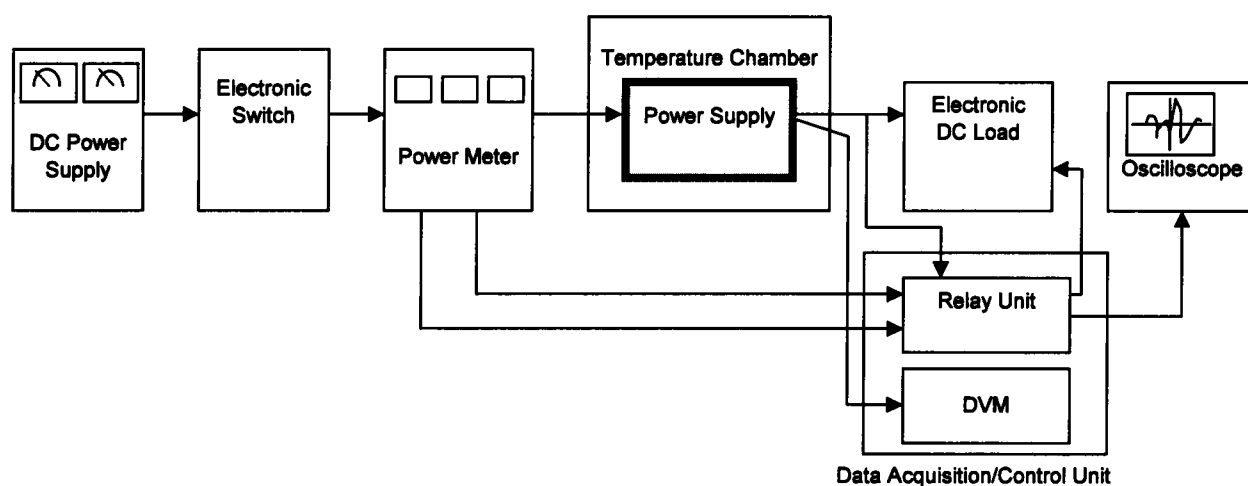 DC Power
Supply
Electronic
Switch
Power Meter
Temperature Chamber
Power Supply
Electronic
DC Load
Oscilloscope
Relay Unit
DVM
Data Acquisition/Control Unit